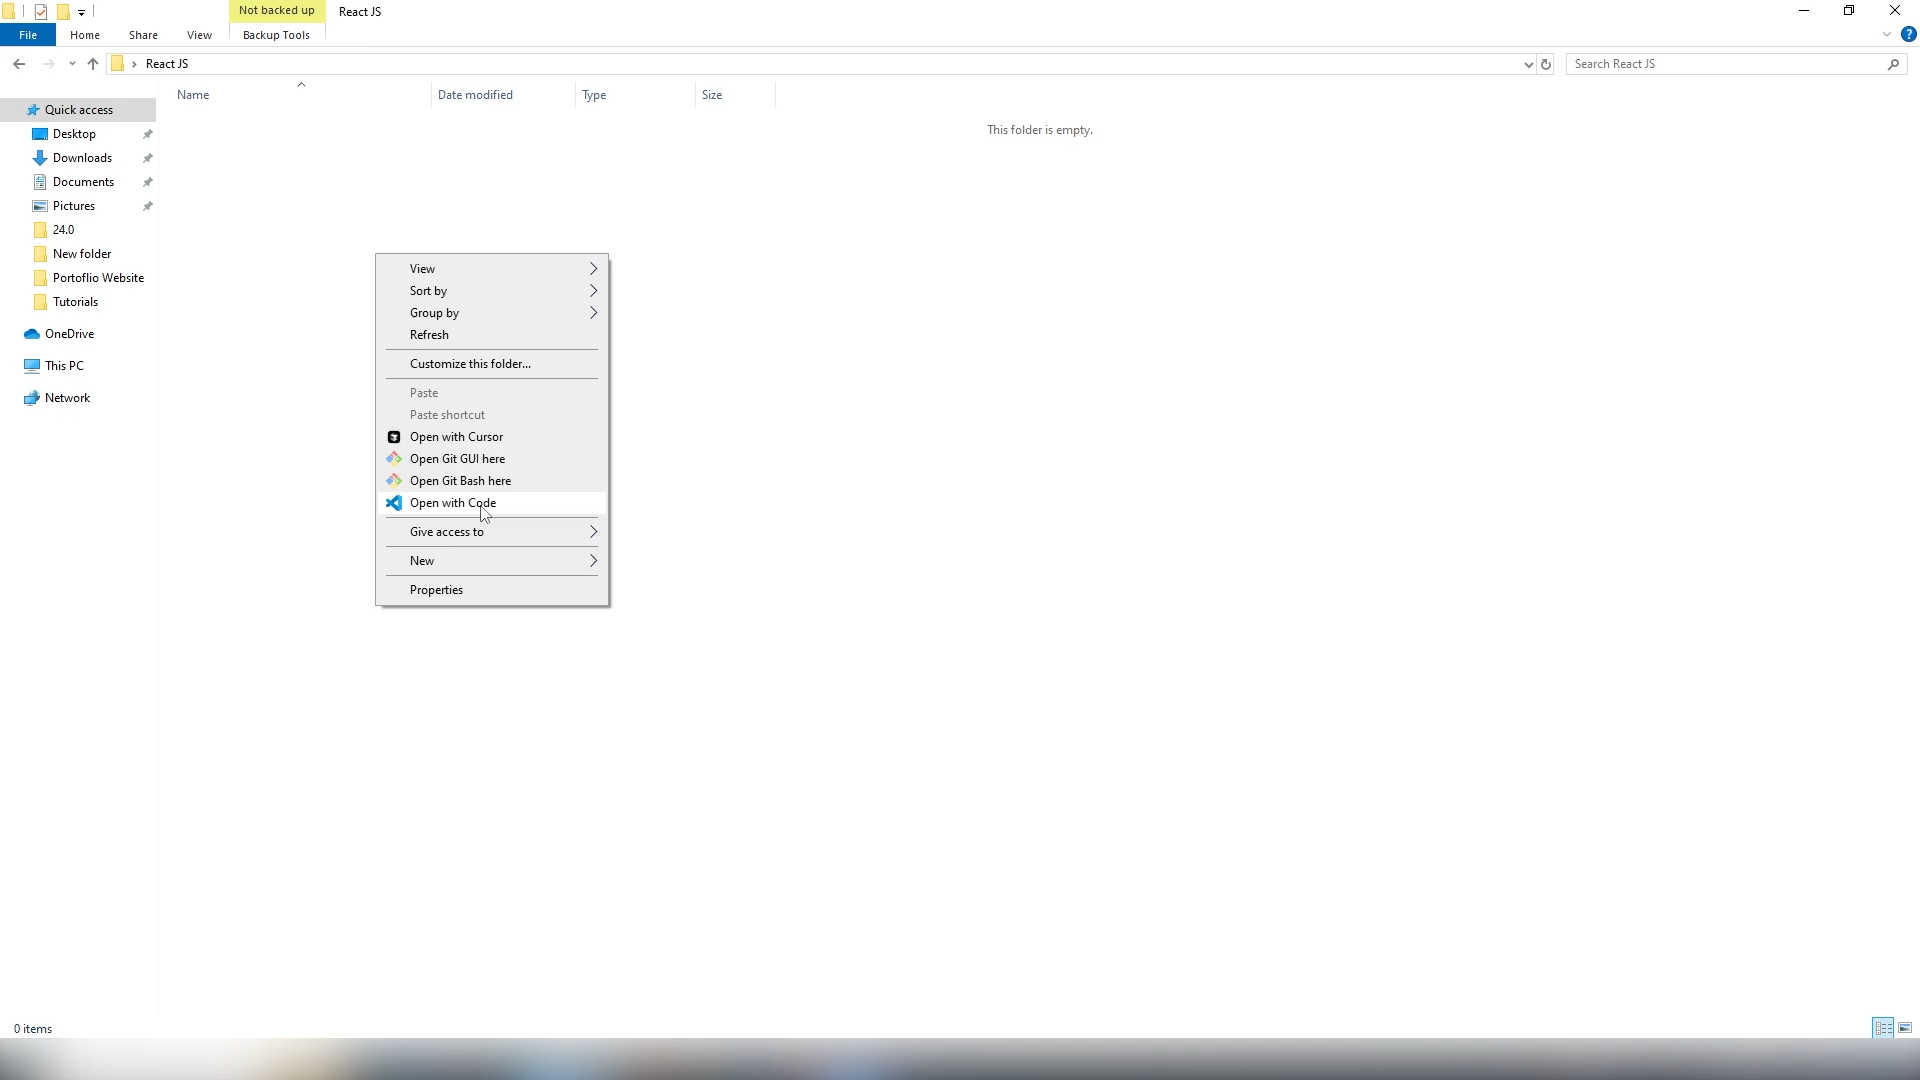 Not backed up
React JS
File
Home
Share
View
Backup Tools
?
React JS
Search React JS
Name
Date modified
Type
Size
Quick access
Desktop
Downloads
Documents
Pictures
24.0
New folder
Portoflio Website
Tutorials
OneDrive
This PC
Network
This folder is empty.
View
Sort by
Group by
Refresh
Customize this folder...
Paste
Paste shortcut
Open with Cursor
Open Git GUI here
Open Git Bash here
Open with Code
Give access to
New
Properties
0 items